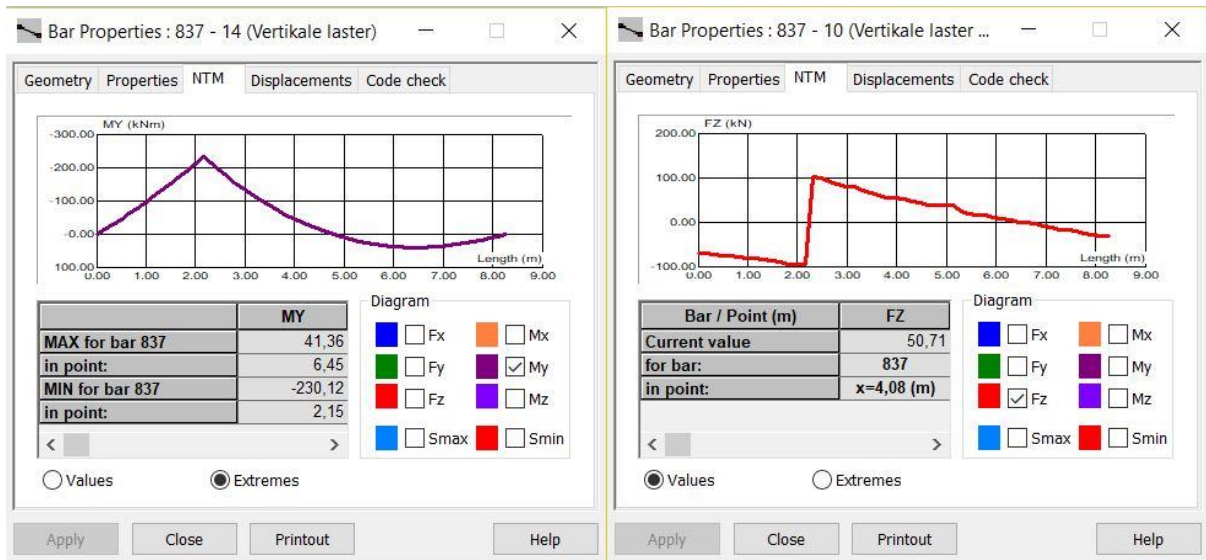 Bar Properties : 837 - 14 (Vertikale laster)
Geometry Properties NTM Displacements Code check
MY (kNm)
-300.00
-200.00
-100.00
-0.00
100.00
Length (m)
0.00 1.00 2.00 3.00 4.00 5.00 6.00 7.00 8.00 9.00
MY
MAX for bar 837 41,36
in point: 6,45
MIN for bar 837 -230,12
in point: 2,15
Diagram
Fx Mx
Fy My
Fz Mz
Smax Smin
Values Extremes
Apply Close Printout Help
Bar Properties : 837 - 10 (Vertikale laster ...
Geometry Properties NTM Displacements Code check
FZ (kN)
200.00
100.00
0.00
-100.00
Length (m)
0.00 1.00 2.00 3.00 4.00 5.00 6.00 7.00 8.00 9.00
Bar / Point (m) FZ
Current value 50,71
for bar: 837
in point: x=4,08 (m)
Diagram
Fx Mx
Fy My
Fz Mz
Smax Smin
Values Extremes
Apply Close Printout Help